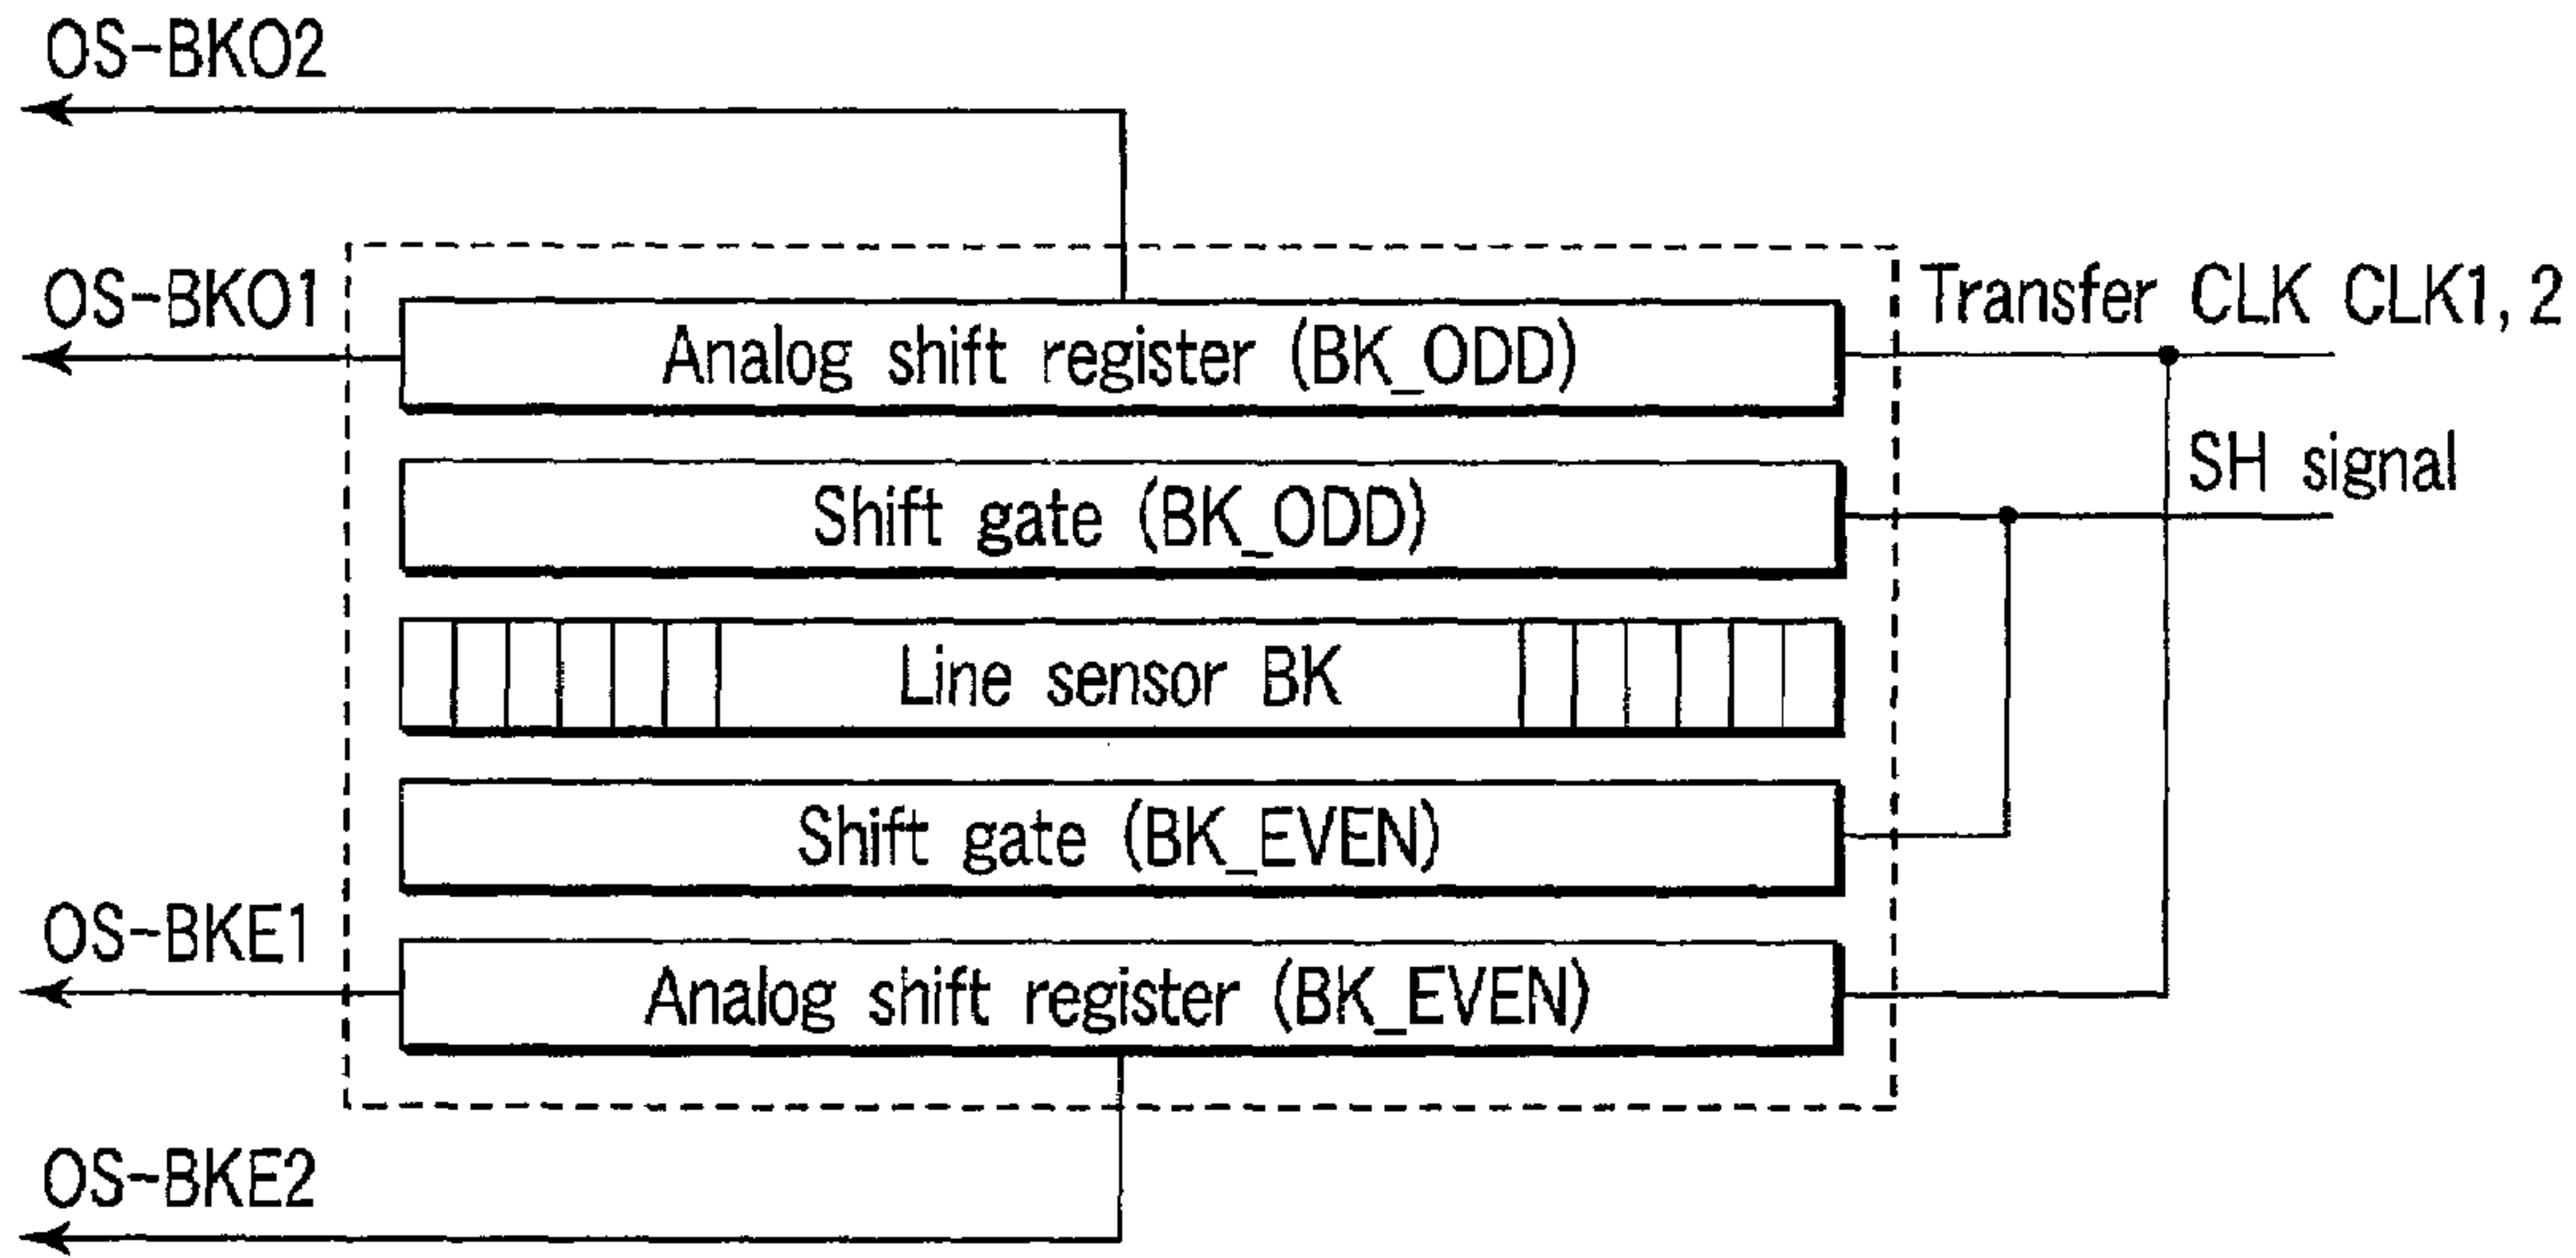 OS-BKO2
OS-BKO1
Transfer CLK CLK1, 2
Analog shift register (BK_ODD)
SH signal
Shift gate (BK_ODD)
Line sensor BK
Shift gate (BK_EVEN)
OS-BKE1
Analog shift register (BK_EVEN)
OS-BKE2